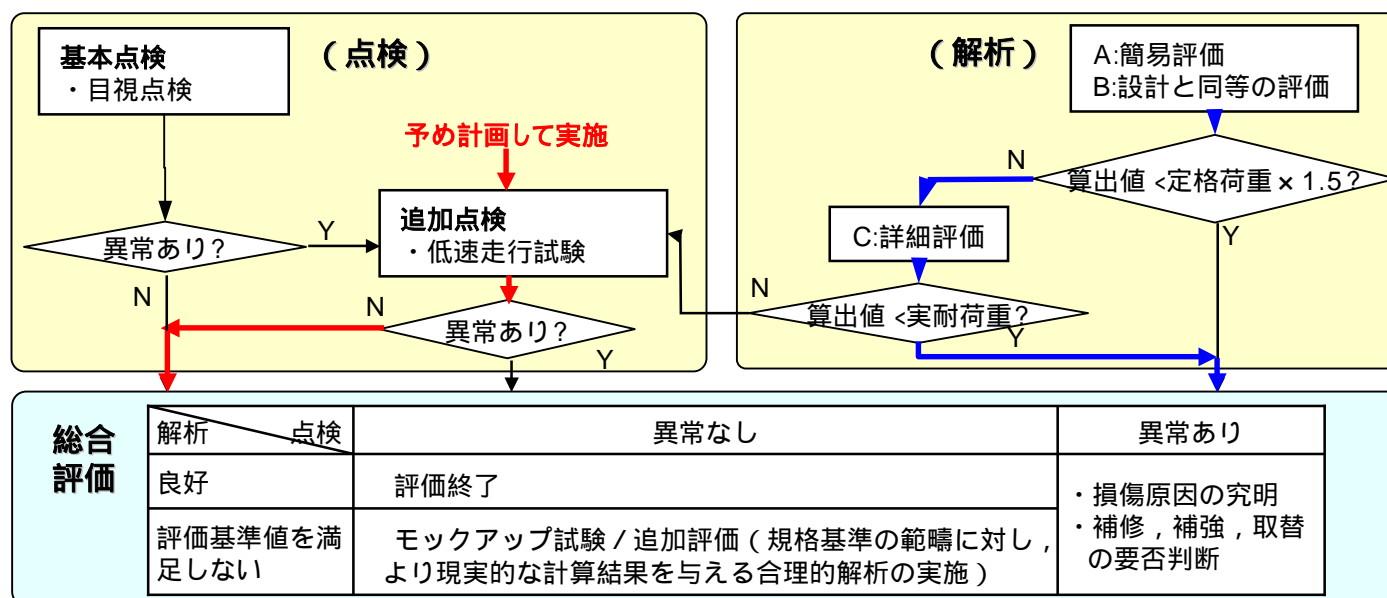 (点検)
基本点検
・目視点検
予め計画して実施
異常あり?
Y
追加点検
・低速走行試験
N
N
異常あり?
Y
(解析)
A:簡易評価
B:設計と同等の評価
N
算出値 <定格荷重×1.5?
Y
C:詳細評価
N
算出値 <実耐荷重?
Y
総合
評価
解析 点検 異常なし 異常あり
良好 評価終了
評価基準値を満
足しない
モックアップ試験/追加評価(規格基準の範疇に対し,
より現実的な計算結果を与える合理的解析の実施)
・損傷原因の究明
・補修,補強,取替
の要否判断